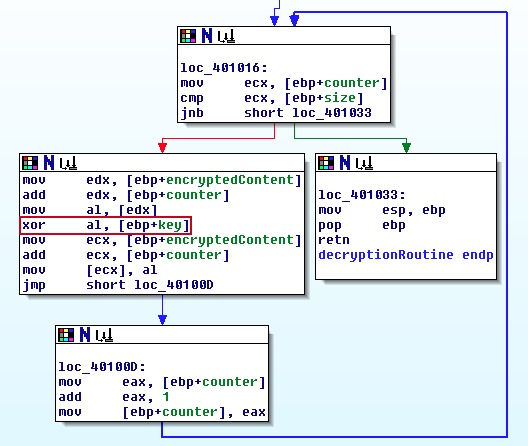 loc_401016:
mov ecx, [ebp+counter]
cmp ecx, [ebp+size]
jnb short loc_401033
mov edx, [ebp+encryptedContent]
add edx, [ebp+counter]
mov al, [edx]
xor al, [ebp+key]
mov ecx, [ebp+encryptedContent]
add ecx, [ebp+counter]
mov [ecx], al
jmp short loc_40100D
loc_401033:
mov esp, ebp
pop ebp
retn
decryptionRoutine endp
loc_40100D:
mov eax, [ebp+counter]
add eax, 1
mov [ebp+counter], eax